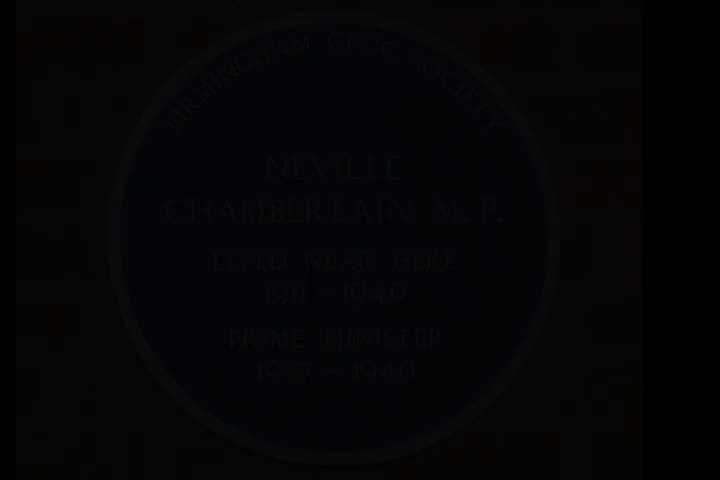 BIRMINGHAM CIVIC SOCIETY
NEVILLE
CHAMBERLAIN M.P.
LIVED NEAR HERE
1911 - 1940
PRIME MINISTER
1937 - 1940